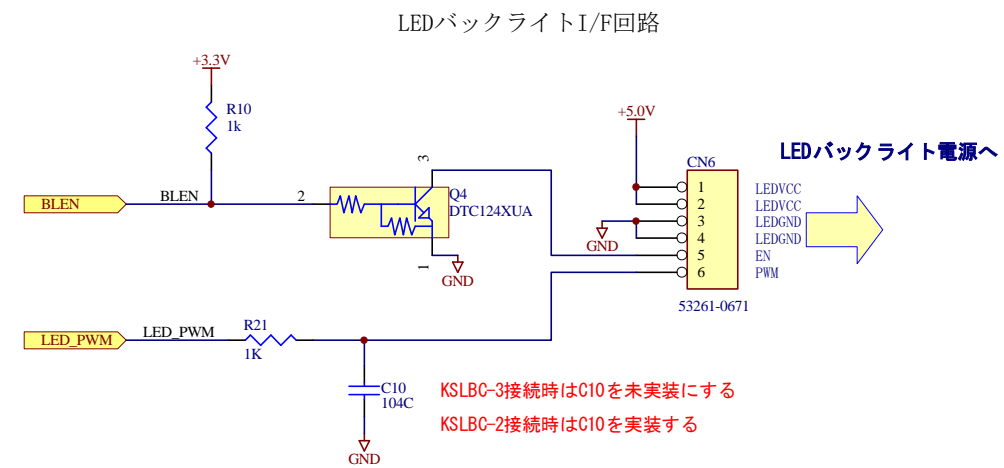 LEDバックライトI/F回路
+3.3V
R10
1k
+5.0V
LEDバックライト電源へ
CN6
3
BLEN
BLEN
2
Q4
DTC124XUA
1
GND
1 LEDVCC
2 LEDVCC
3 LEDGND
4 LEDGND
5 EN
6 PWM
GND
53261-0671
LED_PWM
LED_PWM
R21
1K
C10
104C
GND
KSLBC-3接続時はC10を未実装にする
KSLBC-2接続時はC10を実装する